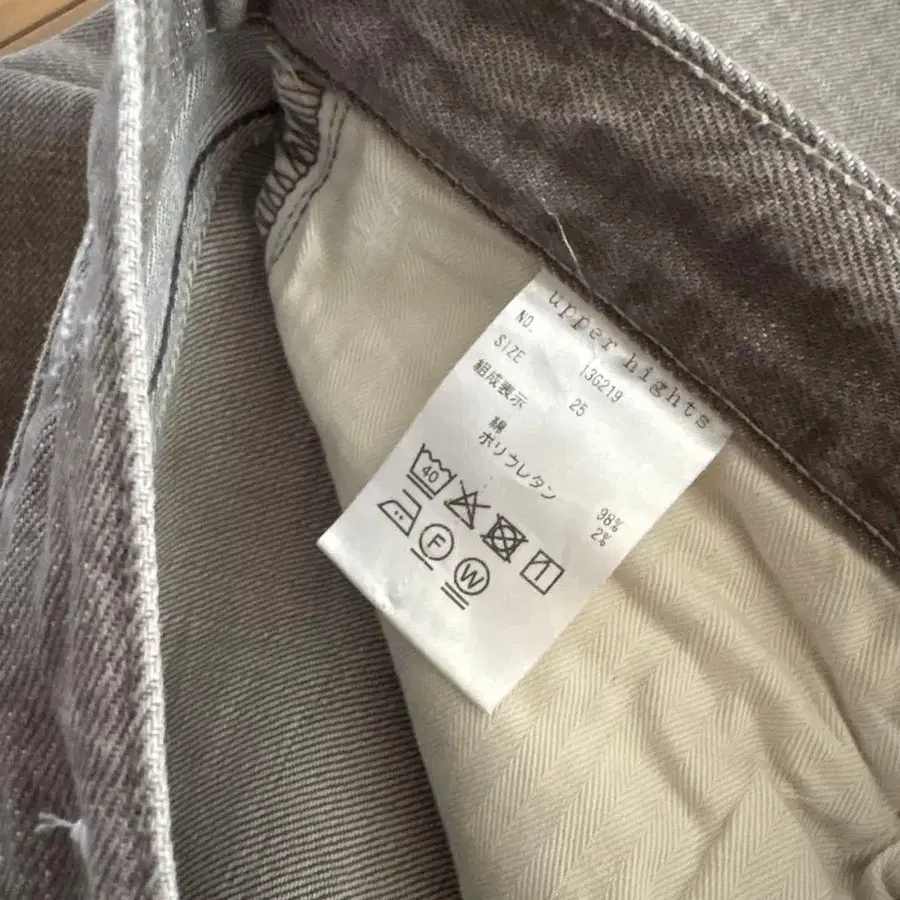 upper hights
NO. 13G219
SIZE 25
組成表示
綿 98%
ポリウレタン 2%
40
F
W